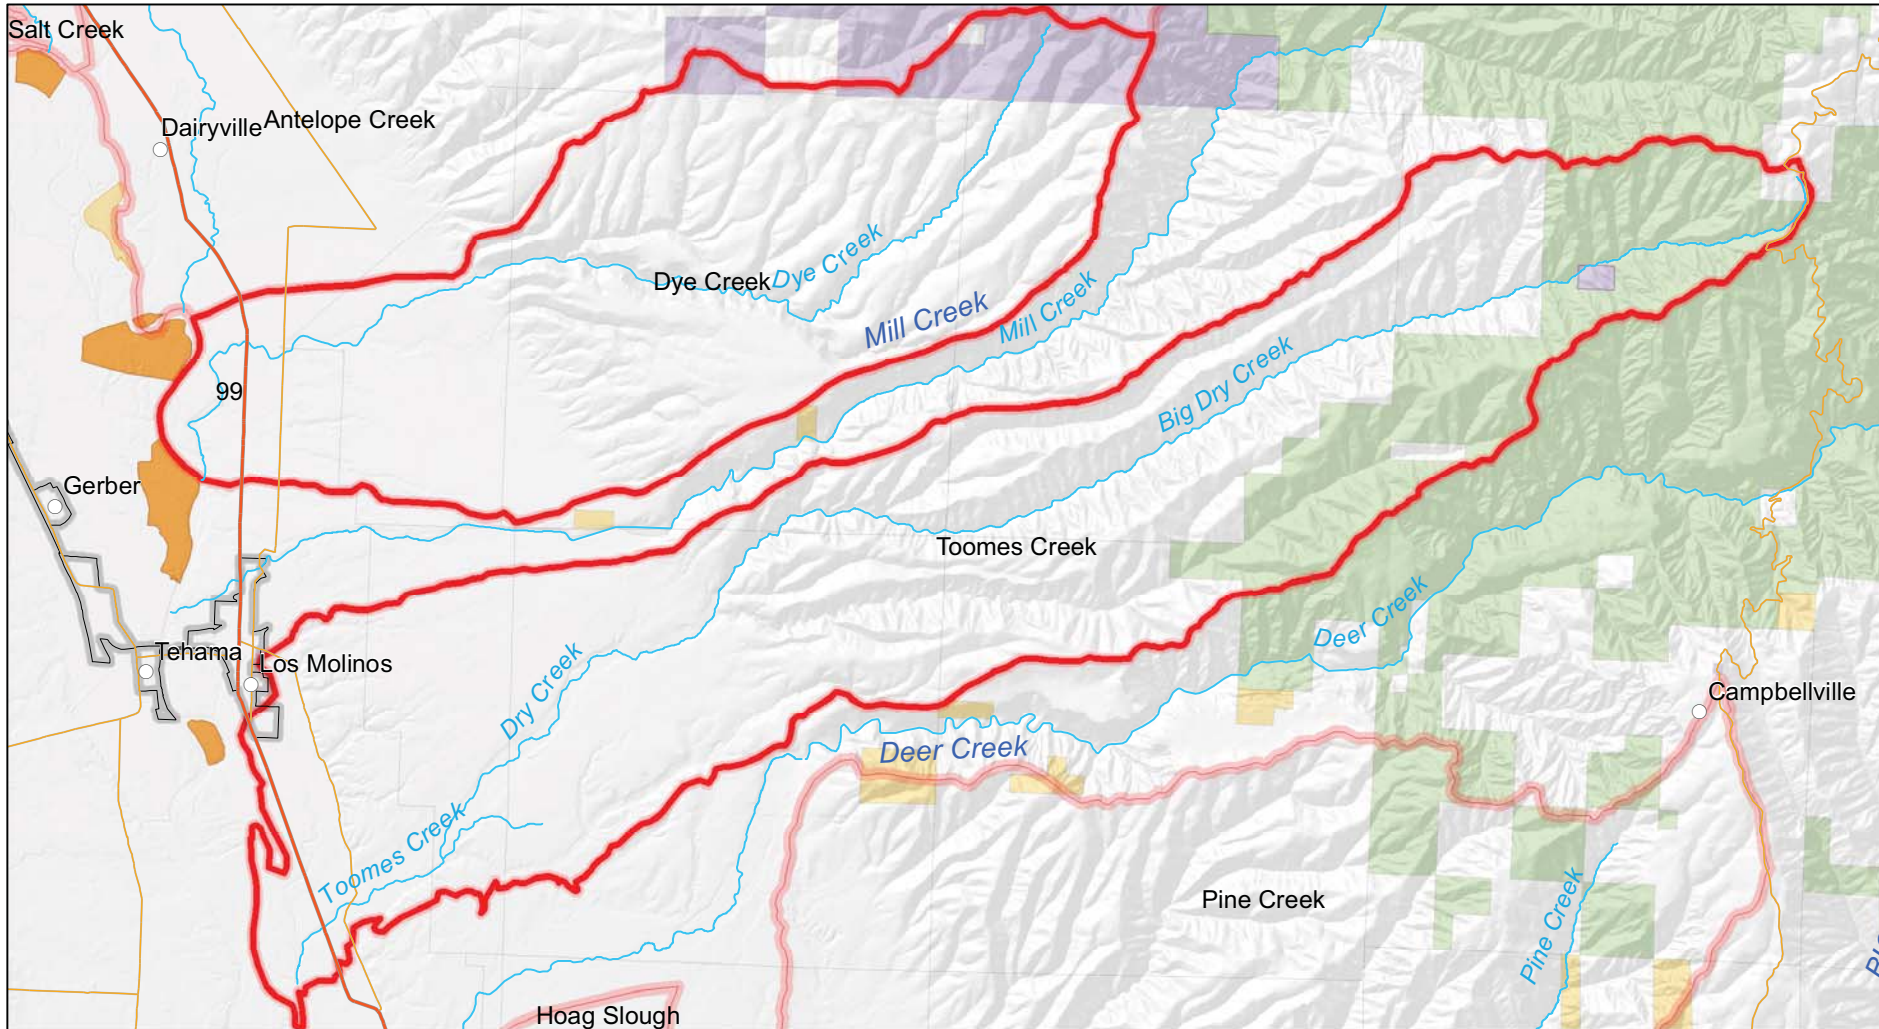 Salt Creek
Dairyville
Antelope Creek
Dye Creek
Dye Creek
Mill Creek
Mill Creek
99
Big Dry Creek
Gerber
Toomes Creek
Deer Creek
Tehama
Los Molinos
Dry Creek
Campbellville
Deer Creek
Toomes Creek
Pine Creek
Pine Creek
Hoag Slough